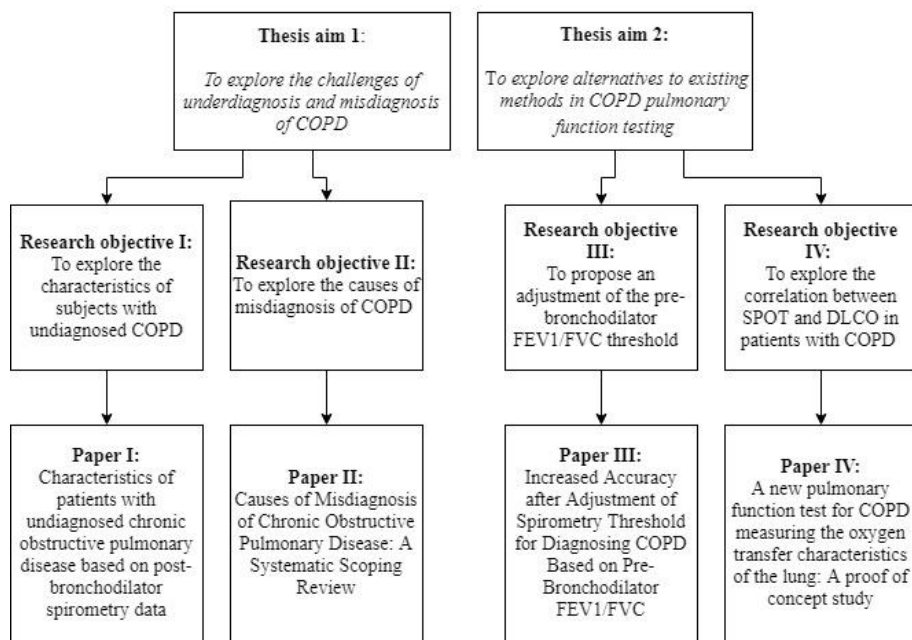 Thesis aim 1:
To explore the challenges of
underdiagnosis and misdiagnosis
of COPD
Thesis aim 2:
To explore alternatives to existing
methods in COPD pulmonary
function testing
Research objective I:
To explore the
characteristics of
subjects with
undiagnosed COPD
Research objective II:
To explore the causes of
misdiagnosis of COPD
Research objective
III:
To propose an
adjustment of the pre-
bronchodilator
FEV1/FVC threshold
Research objective
IV:
To explore the
correlation between
SPOT and DLCO in
patients with COPD
Paper I:
Characteristics of
patients with
undiagnosed chronic
obstructive pulmonary
disease based on post-
bronchodilator
spirometry data
Paper II:
Causes of Misdiagnosis
of Chronic Obstructive
Pulmonary Disease: A
Systematic Scoping
Review
Paper III:
Increased Accuracy
after Adjustment of
Spirometry Threshold
for Diagnosing COPD
Based on Pre-
Bronchodilator
FEV1/FVC
Paper IV:
A new pulmonary
function test for COPD
measuring the oxygen
transfer characteristics
of the lung: A proof of
concept study